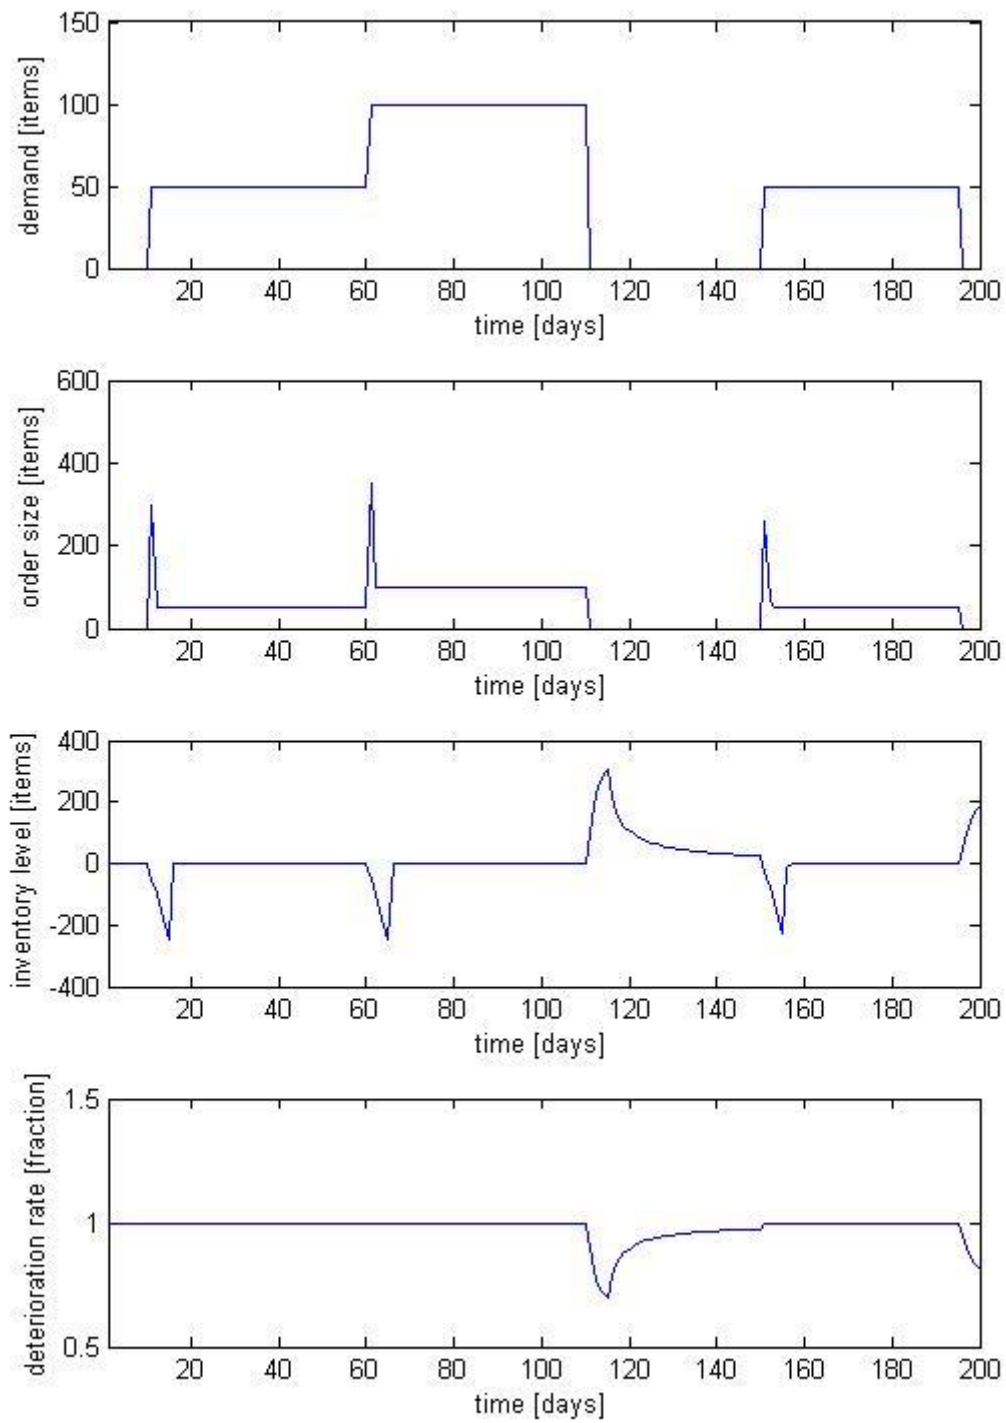 150
100
50
0
demand [items]
20 40 60 80 100 120 140 160 180 200
time [days]
600
400
200
0
order size [items]
20 40 60 80 100 120 140 160 180 200
time [days]
400
200
0
-200
-400
inventory level [items]
20 40 60 80 100 120 140 160 180 200
time [days]
1.5
1
0.5
deterioration rate [fraction]
20 40 60 80 100 120 140 160 180 200
time [days]